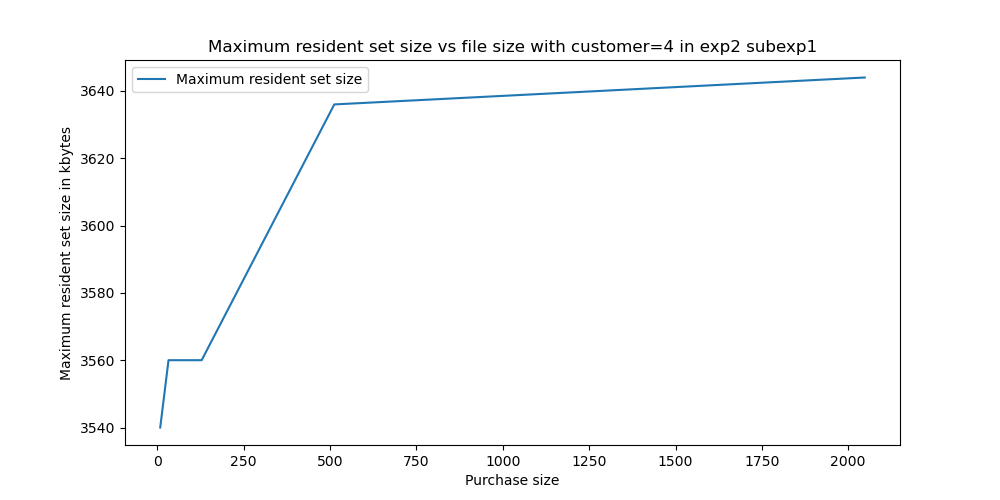 Maximum resident set size vs file size with customer=4 in exp2 subexp1
Maximum resident set size
Maximum resident set size in kbytes
3640
3620
3600
3580
3560
3540
0 250 500 750 1000 1250 1500 1750 2000
Purchase size